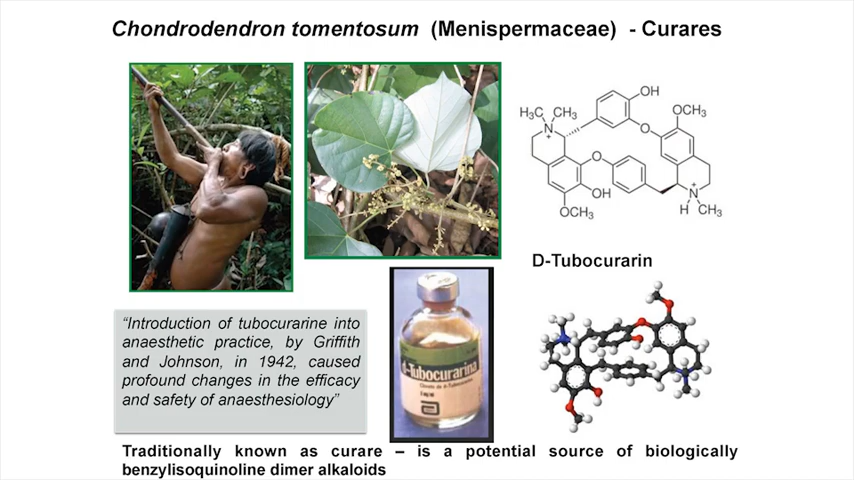 Chondrodendron tomentosum (Menispermaceae) - Curares
H₃C CH₃
N
+
OH
O
OCH₃
O
OH
OCH₃
N
+
H CH₃
D-Tubocurarin
"Introduction of tubocurarine into
anaesthetic practice, by Griffith
and Johnson, in 1942, caused
profound changes in the efficacy
and safety of anaesthesiology"
d-Tubocurarina
Traditionally known as curare – is a potential source of biologically
benzylisoquinoline dimer alkaloids